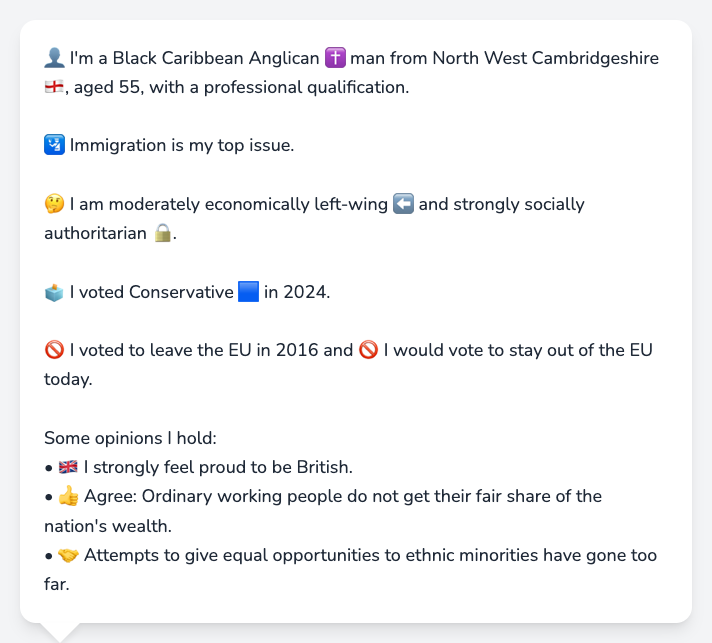 👤 I'm a Black Caribbean Anglican ✝️ man from North West Cambridgeshire
🏴󠁧󠁢󠁥󠁮󠁧󠁿, aged 55, with a professional qualification.
🛂 Immigration is my top issue.
🤔 I am moderately economically left-wing ⬅️ and strongly socially
authoritarian 🔒.
🗳️ I voted Conservative 🟦 in 2024.
🚫 I voted to leave the EU in 2016 and 🚫 I would vote to stay out of the EU
today.
Some opinions I hold:
• 🇬🇧 I strongly feel proud to be British.
• 👍 Agree: Ordinary working people do not get their fair share of the
nation's wealth.
• 🤝 Attempts to give equal opportunities to ethnic minorities have gone too
far.